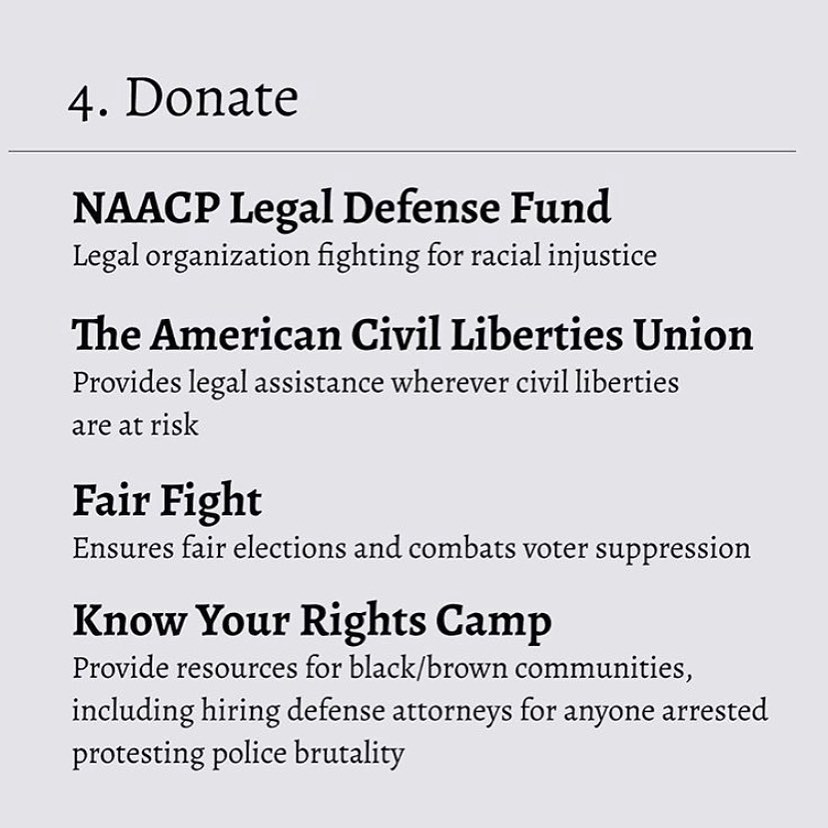 4. Donate
NAACP Legal Defense Fund
Legal organization fighting for racial injustice
The American Civil Liberties Union
Provides legal assistance wherever civil liberties
are at risk
Fair Fight
Ensures fair elections and combats voter suppression
Know Your Rights Camp
Provide resources for black/brown communities,
including hiring defense attorneys for anyone arrested
protesting police brutality